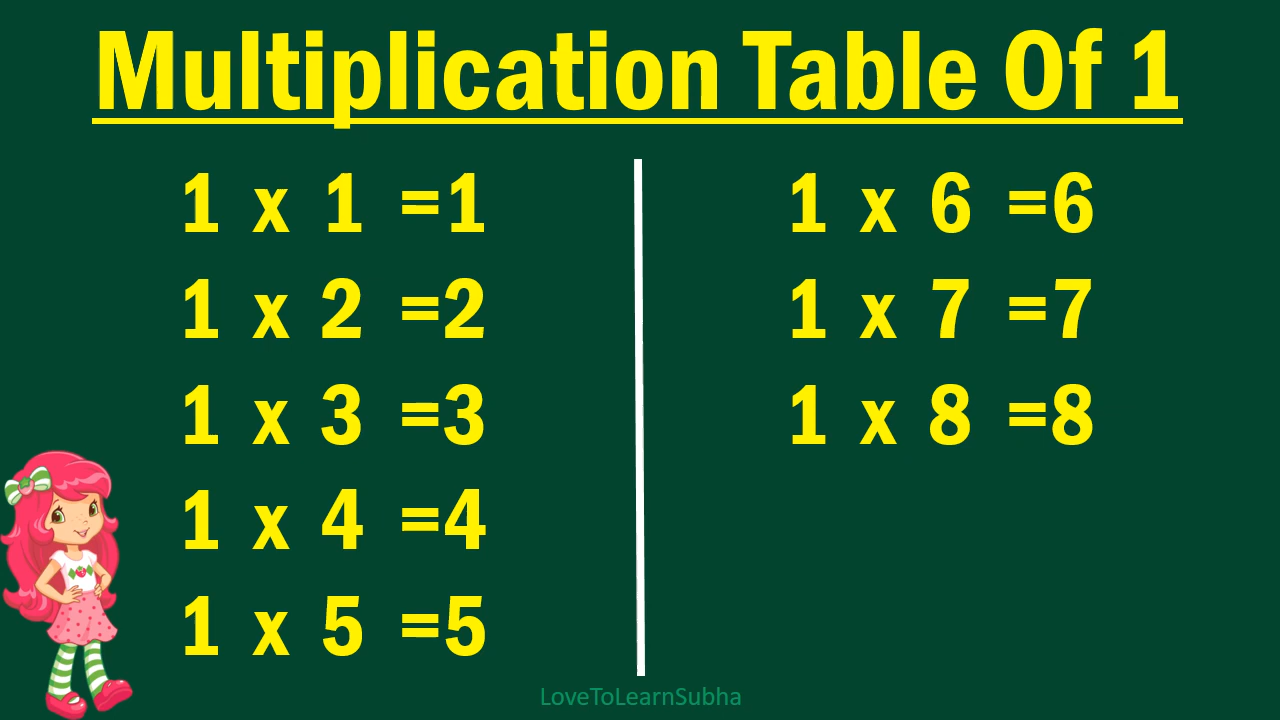 Multiplication Table Of 1
1 x 1 =1
1 x 2 =2
1 x 3 =3
1 x 4 =4
1 x 5 =5
1 x 6 =6
1 x 7 =7
1 x 8 =8
LoveToLearnSubha